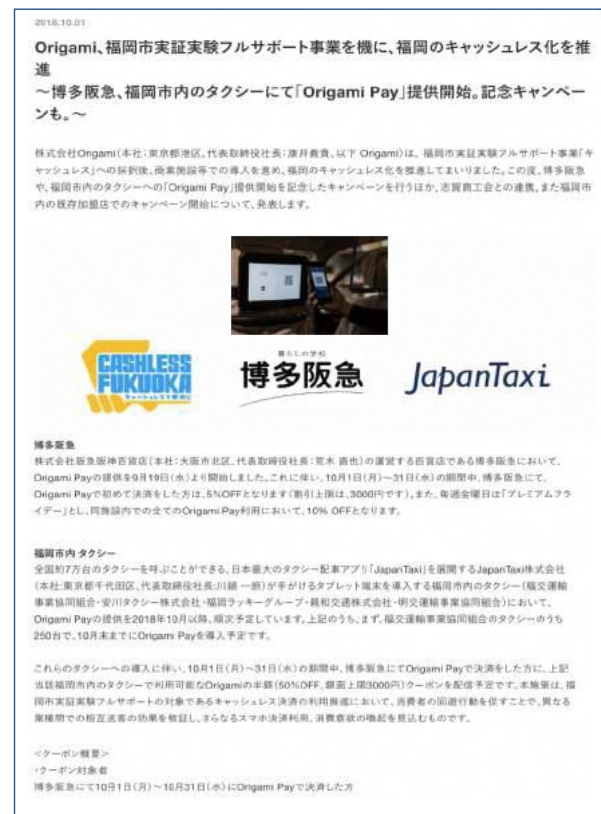 2018.10.01
Origami、福岡市実証実験フルサポート事業を機に、福岡のキャッシュレス化を推
進
～博多阪急、福岡市内のタクシーにて「Origami Pay」提供開始。記念キャンペー
ンも。～
株式会社Origami（本社：東京都港区、代表取締役社長：康井義貴、以下 Origami）は、福岡市実証実験フルサポート事業「キ
ャッシュレス」への採択後、商業施設等での導入を進め、福岡のキャッシュレス化を推進してまいりました。この度、博多阪急
や、福岡市内のタクシーへの「Origami Pay」提供開始を記念したキャンペーンを行うほか、志賀商工会との連携、また福岡市
内の既存加盟店でのキャンペーン開始について、発表します。
CASHLESS
FUKUOKA
キャッシュレスで便利に
暮らしの学校
博多阪急
JapanTaxi
博多阪急
株式会社阪急阪神百貨店（本社：大阪市北区、代表取締役社長：荒木 直也）の運営する百貨店である博多阪急において、
Origami Payの提供を9月19日（水）より開始しました。これに伴い、10月1日（月）～31日（水）の期間中、博多阪急にて、
Origami Payで初めて決済をした方は、5%OFFとなります（割引上限は、3000円です）。また、毎週金曜日は「プレミアムフラ
イデー」とし、同施設内での全てのOrigami Pay利用において、10% OFFとなります。
福岡市内 タクシー
全国約7万台のタクシーを呼ぶことができる、日本最大のタクシー配車アプリ「JapanTaxi」を展開するJapanTaxi株式会社
（本社:東京都千代田区、代表取締役社長:川鍋 一朗）が手がけるタブレット端末を導入する福岡市内のタクシー（福交運輸
事業協同組合・安川タクシー株式会社・福岡ラッキーグループ・親和交通株式会社・明交運輸事業協同組合）において、
Origami Payの提供を2018年10月以降、順次予定しています。上記のうち、まず、福交運輸事業協同組合のタクシーのうち
250台で、10月末までにOrigami Payを導入予定です。
これらのタクシーへの導入に伴い、10月1日（月）～31日（水）の期間中、博多阪急にてOrigami Payで決済をした方に、上記
当該福岡市内のタクシーで利用可能なOrigamiの半額（50%OFF、額面上限3000円）クーポンを配信予定です。本施策は、福
岡市実証実験フルサポートの対象であるキャッシュレス決済の利用推進において、消費者の回遊行動を促すことで、異なる
業種間での相互送客の効果を検証し、さらなるスマホ決済利用、消費意欲の喚起を見込むものです。
＜クーポン概要＞
・クーポン対象者
博多阪急にて10月1日（月）～10月31日（水）にOrigami Payで決済した方